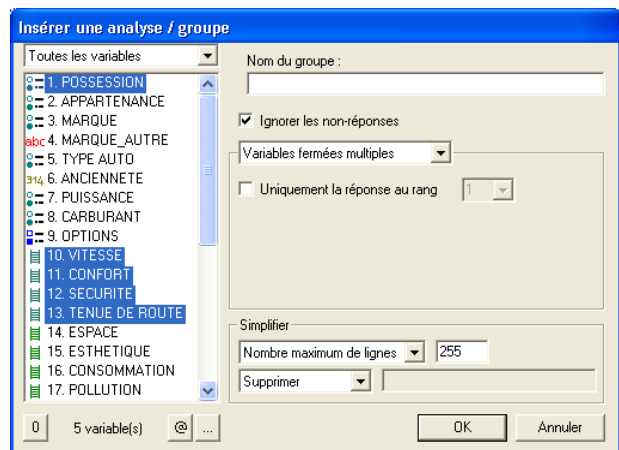 Insérer une analyse / groupe
Toutes les variables
1. POSSESSION
2. APPARTENANCE
3. MARQUE
abc 4. MARQUE_AUTRE
5. TYPE AUTO
314 6. ANCIENNETE
7. PUISSANCE
8. CARBURANT
9. OPTIONS
10. VITESSE
11. CONFORT
12. SECURITE
13. TENUE DE ROUTE
14. ESPACE
15. ESTHETIQUE
16. CONSOMMATION
17. POLLUTION
0 5 variable(s) @ ...
Nom du groupe :
Ignorer les non-réponses
Variables fermées multiples
Uniquement la réponse au rang 1
Simplifier
Nombre maximum de lignes 255
Supprimer
OK Annuler